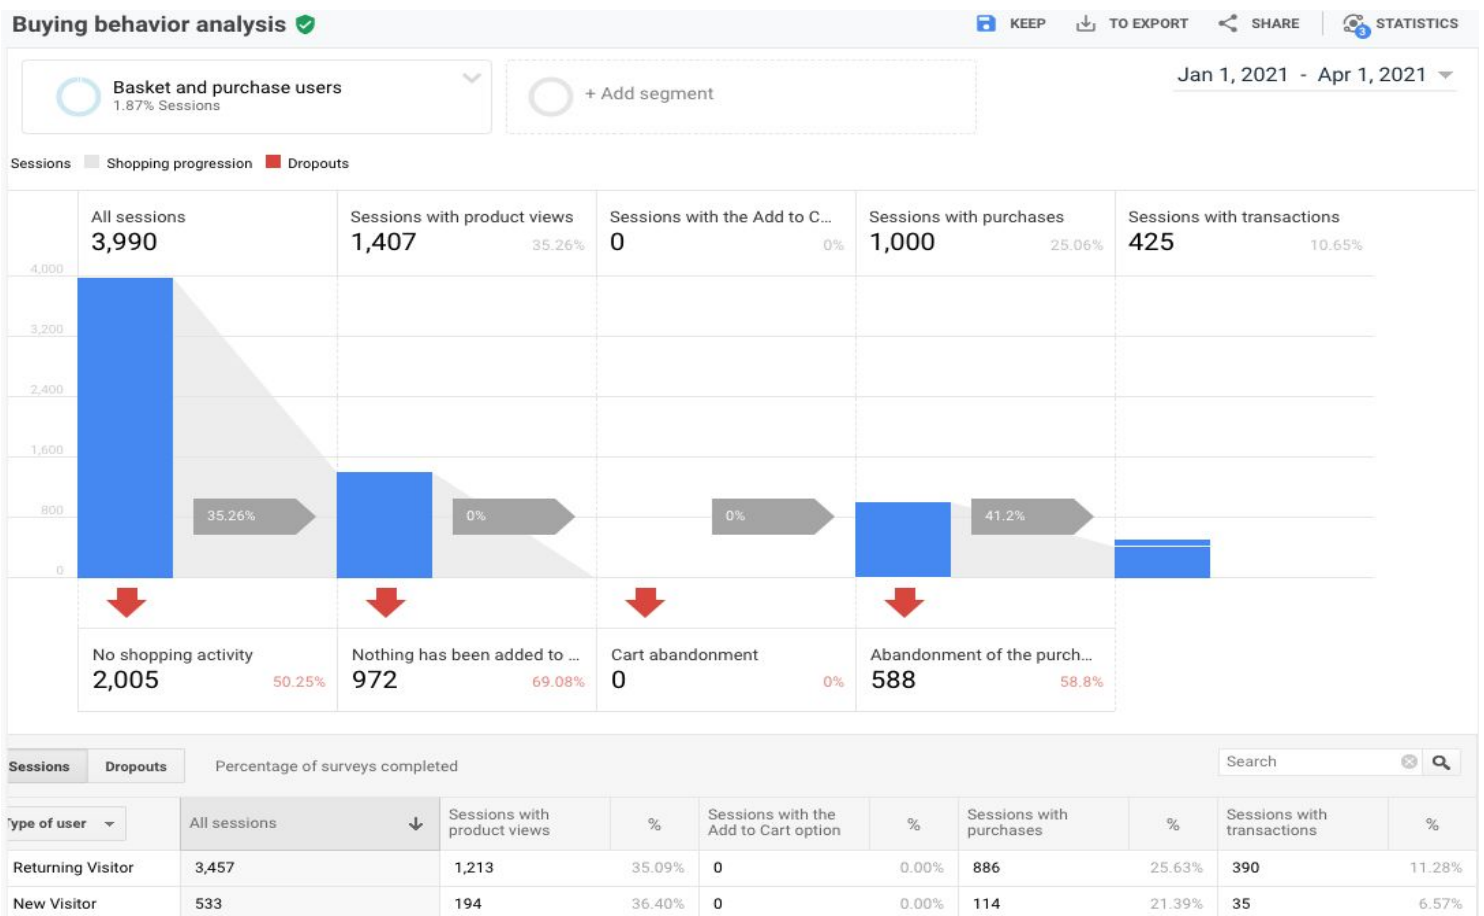 Buying behavior analysis
KEEP TO EXPORT SHARE 3 STATISTICS
Basket and purchase users
1.87% Sessions
+ Add segment
Jan 1, 2021 - Apr 1, 2021
Sessions Shopping progression Dropouts
All sessions Sessions with product views Sessions with the Add to C... Sessions with purchases Sessions with transactions
3,990 1,407 35.26% 0 0% 1,000 25.06% 425 10.65%
4,000
3,200
2,400
1,600
800
0
35.26% 0% 0% 41.2%
No shopping activity Nothing has been added to ... Cart abandonment Abandonment of the purch...
2,005 50.25% 972 69.08% 0 0% 588 58.8%
Sessions Dropouts Percentage of surveys completed Search
Type of user All sessions Sessions with product views % Sessions with the Add to Cart option % Sessions with purchases % Sessions with transactions %
Returning Visitor 3,457 1,213 35.09% 0 0.00% 886 25.63% 390 11.28%
New Visitor 533 194 36.40% 0 0.00% 114 21.39% 35 6.57%